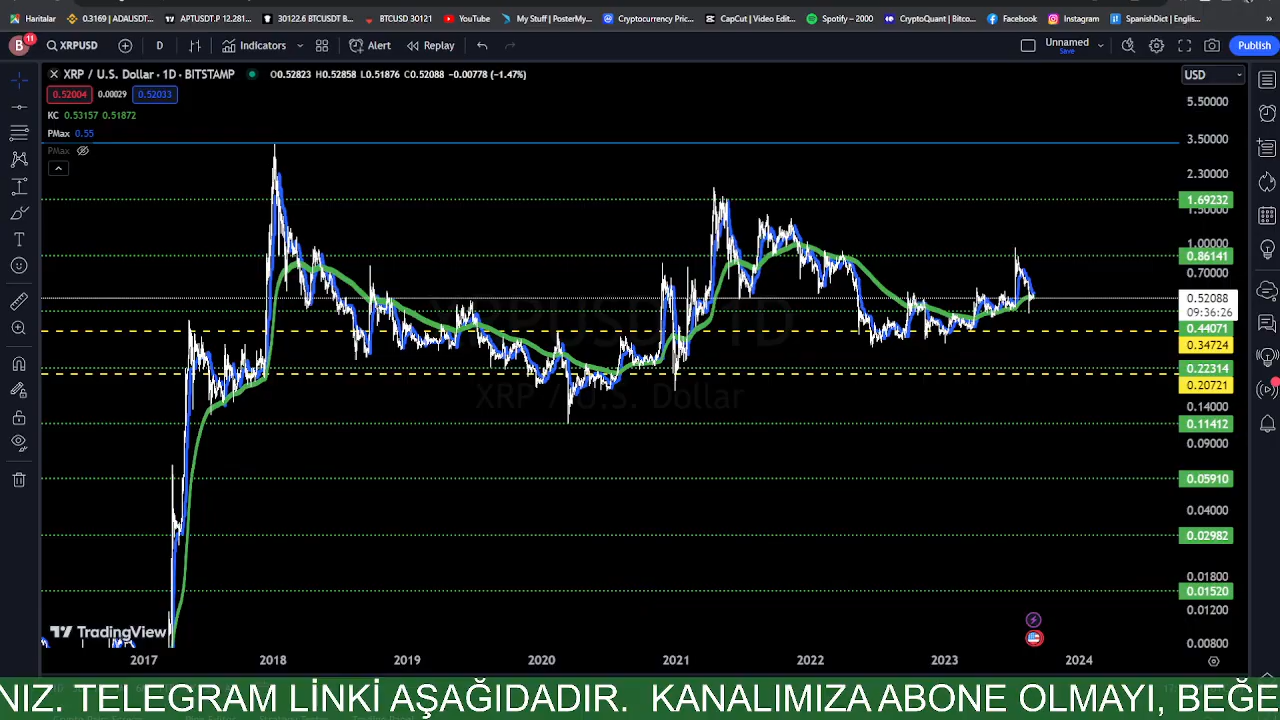 Haritalar
0.3169 | ADAUSDT...
APTUSDT.P 12.281...
30122.6 BTCUSDT B...
BTCUSD 30121
YouTube
My Stuff | PosterMy...
Cryptocurrency Pric...
CapCut | Video Edit...
Spotify – 2000
CryptoQuant | Bitco...
Facebook
Instagram
SpanishDict | Englis...
»
B 11
XRPUSD
D
Indicators
Alert
Replay
Unnamed
Save
Publish
XRP / U.S. Dollar · 1D · BITSTAMP
O0.52823 H0.52858 L0.51876 C0.52088 −0.00778 (−1.47%)
USD
0.52004 0.00029 0.52033
KC 0.53157 0.51872
PMax 0.55
PMax
5.50000
3.50000
2.30000
1.69232
1.50000
1.00000
0.86141
0.70000
0.52088
09:36:26
0.44071
0.34724
0.22314
0.20721
0.14000
0.11412
0.09000
0.05910
0.04000
0.02982
0.01800
0.01520
0.01200
0.00800
XRPUSD, 1D
XRP / U.S. Dollar
TradingView
2017 2018 2019 2020 2021 2022 2023 2024
NIZ. TELEGRAM LİNKİ AŞAĞIDADIR. KANALIMIZA ABONE OLMAYI, BEĞE